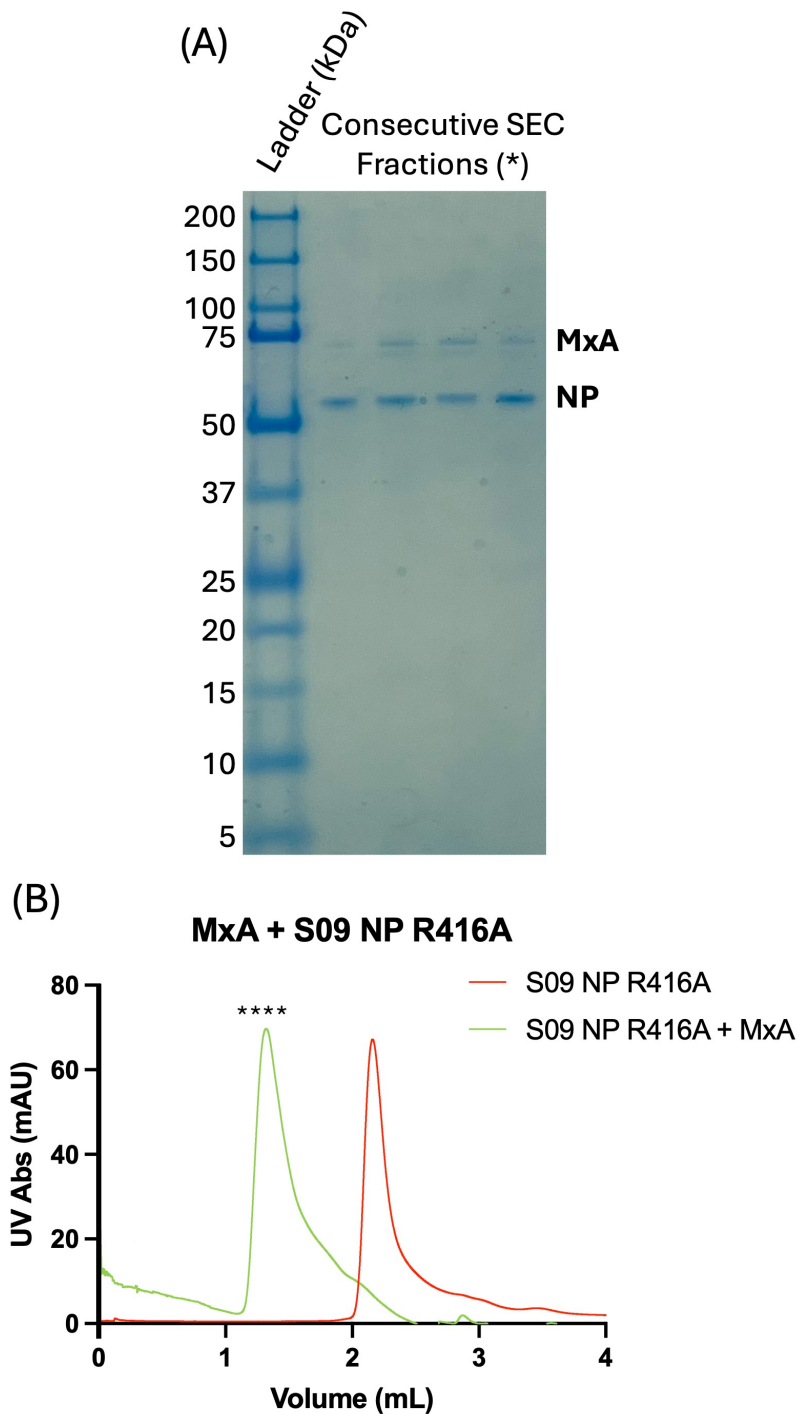 (A)
Ladder (kDa)
Consecutive SEC
Fractions (*)
200
150
100
75
MxA
NP
50
37
25
20
15
10
5
(B)
MxA + S09 NP R416A
S09 NP R416A
S09 NP R416A + MxA
****
UV Abs (mAU)
80
60
40
20
0
0 1 2 3 4
Volume (mL)